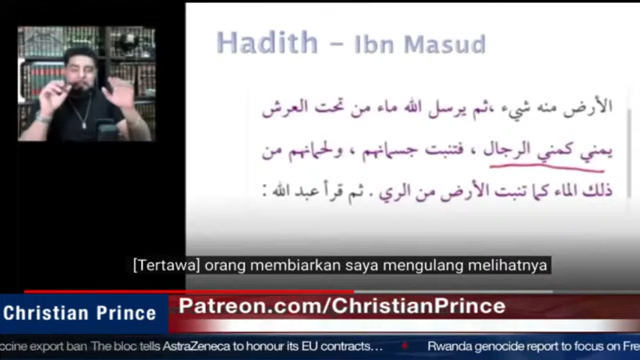 Hadith - Ibn Masud
الأرض منه شيء ، ثم يرسل الله ماء من تحت العرش
يمني كمني الرجال ، فتنبت جسمانهم ، ولحمانهم من
ذلك الماء كما تنبت الأرض من الري . ثم قرأ عبد الله :
[Tertawa] orang membiarkan saya mengulang melihatnya
Christian Prince
Patreon.com/ChristianPrince
ccine export ban The bloc tells AstraZeneca to honour its EU contracts... Rwanda genocide report to focus on Fre